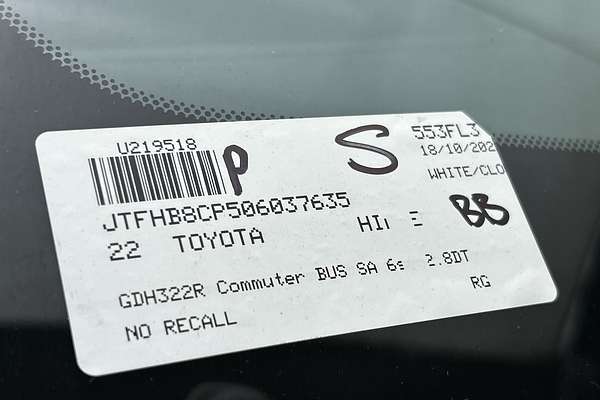 U219518 P S 553FL3
18/10/202
WHITE/CLO
JTFHB8CP506037635
22 TOYOTA BB
GDH322R Commuter BUS SA 2.8DT
NO RECALL RG